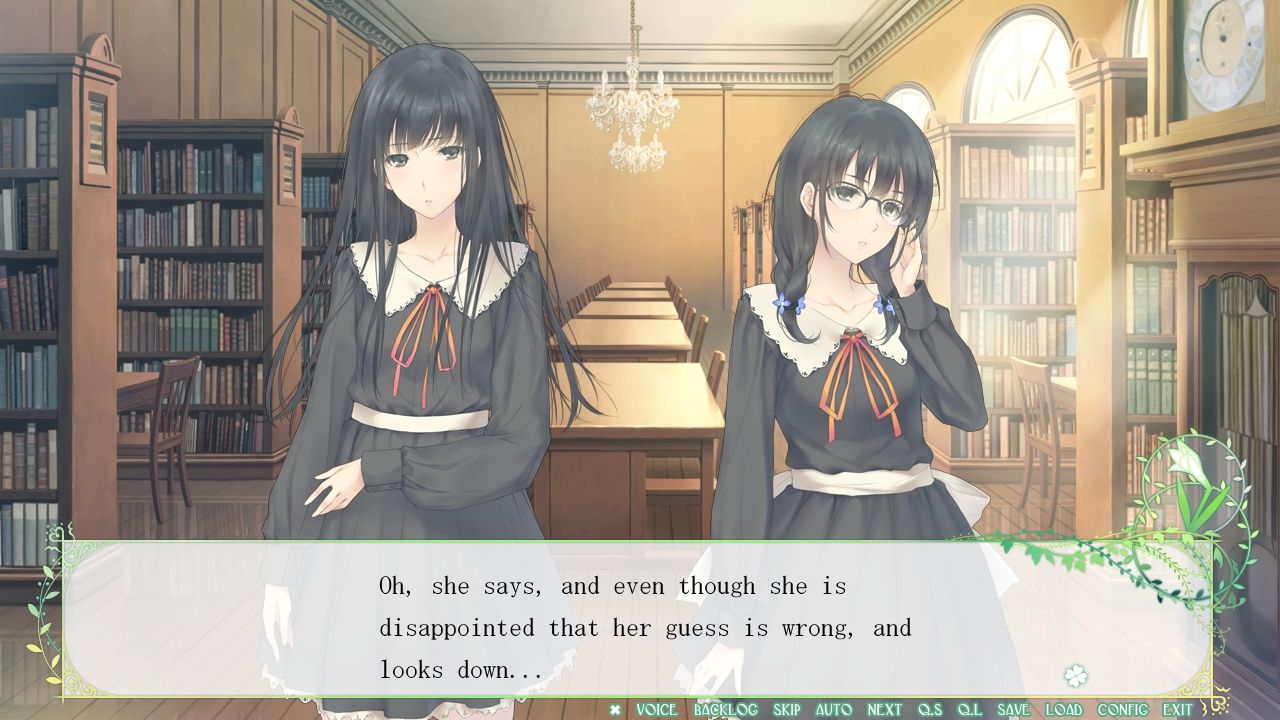 Oh, she says, and even though she is
disappointed that her guess is wrong, and
looks down...
✖ VOICE BACKLOG SKIP AUTO NEXT Q.S Q.L SAVE LOAD CONFIG EXIT